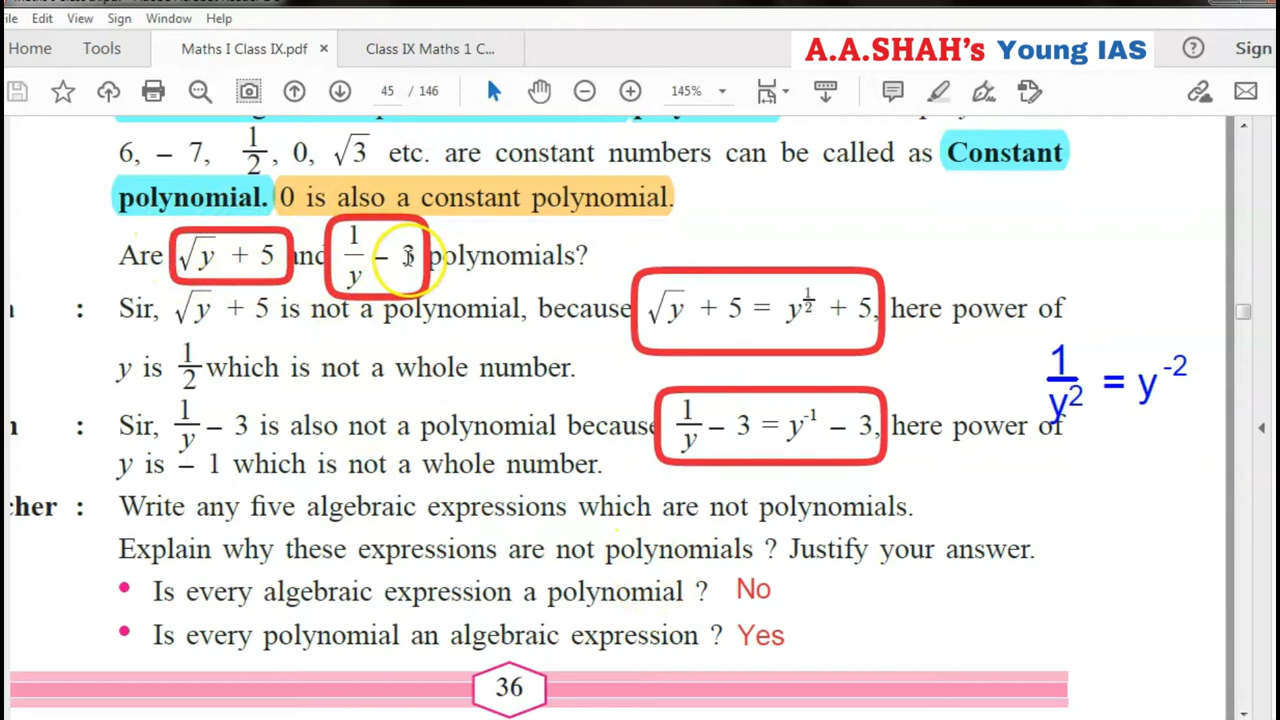 File Edit View Sign Window Help
Home Tools Maths I Class IX.pdf × Class IX Maths 1 C...
A.A.SHAH's Young IAS
Sign
45 / 146 145%
6, – 7, 1/2, 0, √3 etc. are constant numbers can be called as Constant
polynomial. 0 is also a constant polynomial.
Are √y + 5 and 1/y – 3 polynomials?
: Sir, √y + 5 is not a polynomial, because √y + 5 = y^(1/2) + 5, here power of
y is 1/2 which is not a whole number.
1/y² = y⁻²
: Sir, 1/y – 3 is also not a polynomial because 1/y – 3 = y⁻¹ – 3, here power of
y is – 1 which is not a whole number.
cher : Write any five algebraic expressions which are not polynomials.
Explain why these expressions are not polynomials ? Justify your answer.
• Is every algebraic expression a polynomial ? No
• Is every polynomial an algebraic expression ? Yes
36